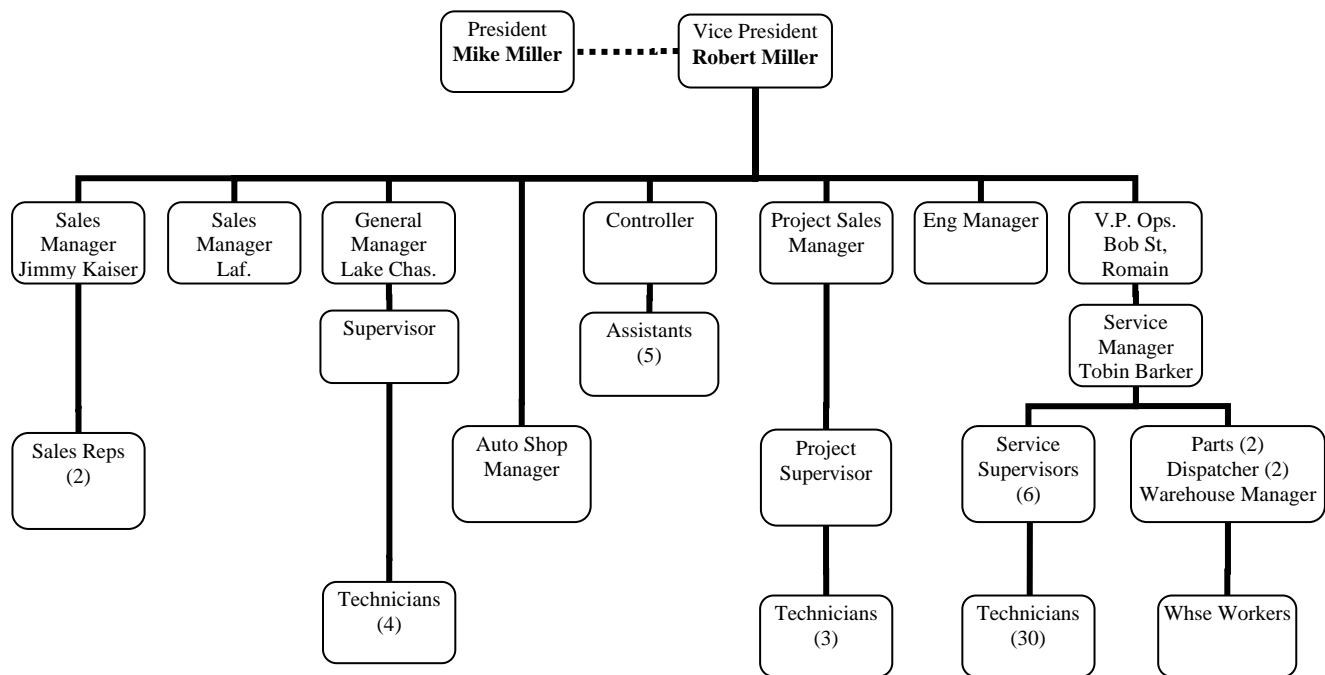 President
Mike Miller
Vice President
Robert Miller
Sales
Manager
Jimmy Kaiser
Sales
Manager
Laf.
General
Manager
Lake Chas.
Controller
Project Sales
Manager
Eng Manager
V.P. Ops.
Bob St,
Romain
Supervisor
Assistants
(5)
Service
Manager
Tobin Barker
Sales Reps
(2)
Auto Shop
Manager
Project
Supervisor
Service
Supervisors
(6)
Parts (2)
Dispatcher (2)
Warehouse Manager
Technicians
(4)
Technicians
(3)
Technicians
(30)
Whse Workers